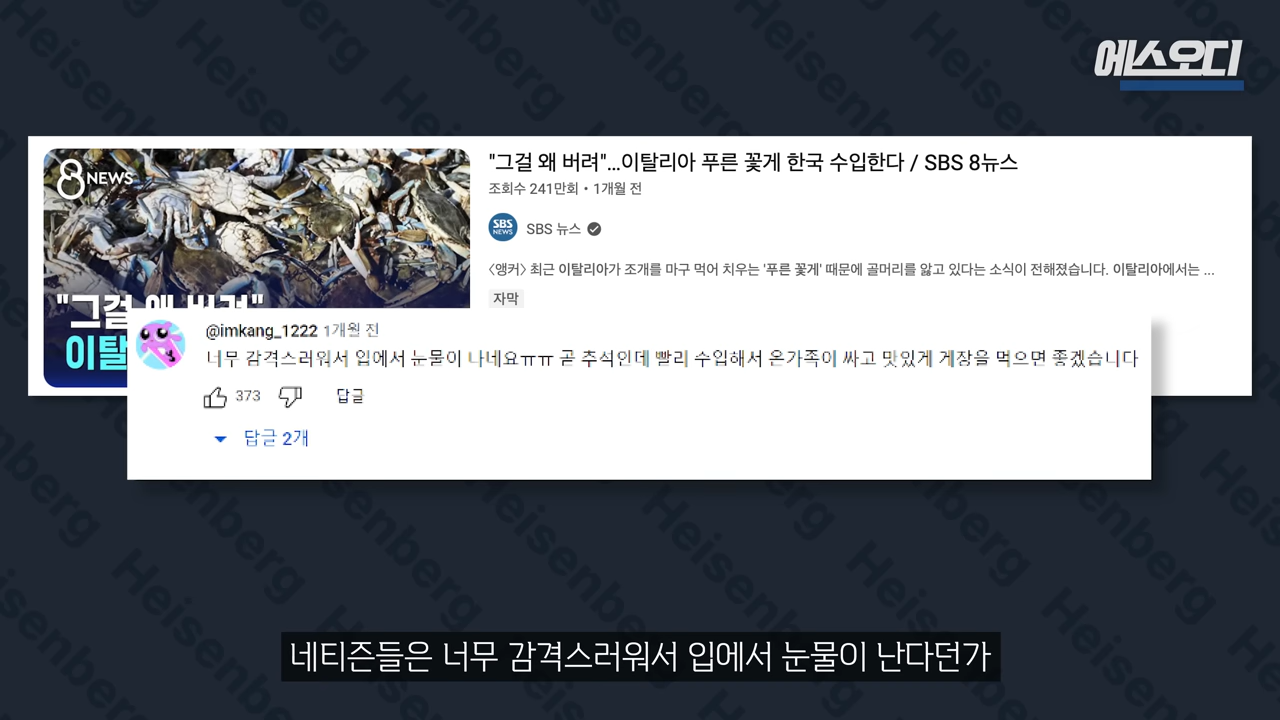 Heisenberg
에스오디
8 NEWS
"그걸 왜 버려"...이탈리아 푸른 꽃게 한국 수입한다 / SBS 8뉴스
조회수 241만회 • 1개월 전
SBS NEWS
SBS 뉴스
<앵커> 최근 이탈리아가 조개를 마구 먹어 치우는 '푸른 꽃게' 때문에 골머리를 앓고 있다는 소식이 전해졌습니다. 이탈리아에서는 ...
자막
"그걸 왜 버려"
이탈
@imkang_1222 1개월 전
너무 감격스러워서 입에서 눈물이 나네요ㅠㅠ 곧 추석인데 빨리 수입해서 온가족이 싸고 맛있게 게장을 먹으면 좋겠습니다
373
답글
답글 2개
네티즌들은 너무 감격스러워서 입에서 눈물이 난다던가